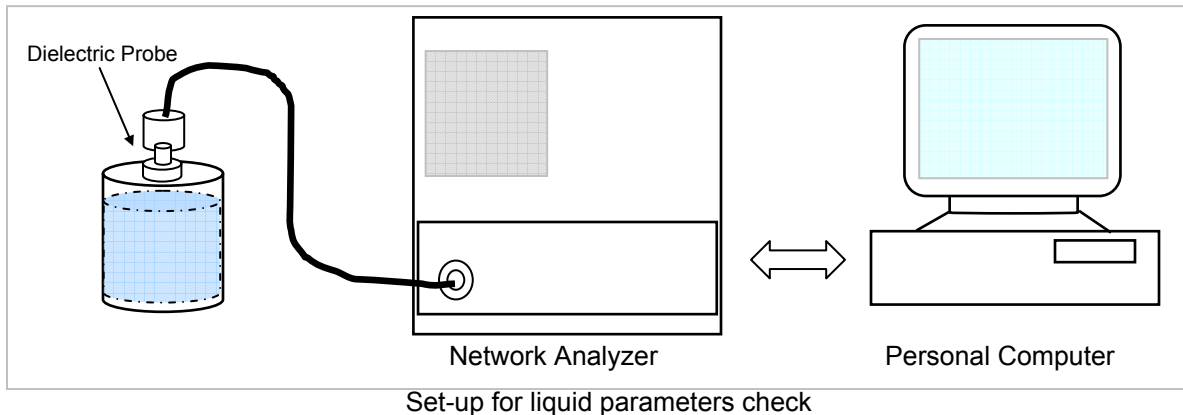 Dielectric Probe
Network Analyzer
Personal Computer
Set-up for liquid parameters check